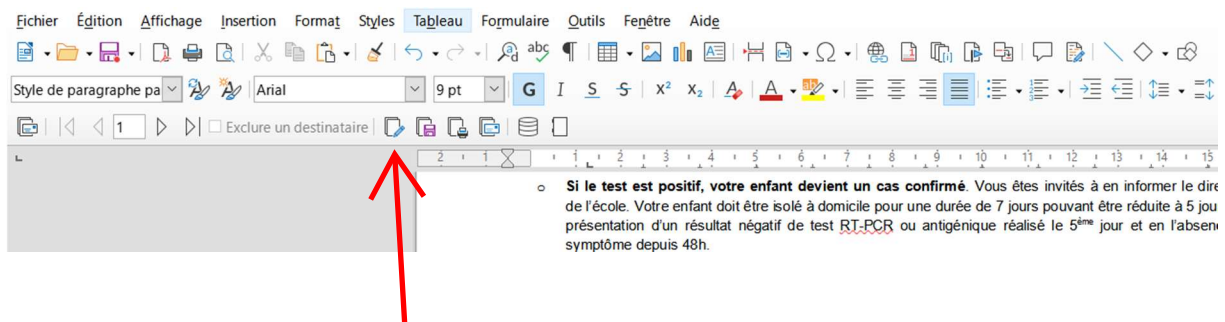 Fichier Édition Affichage Insertion Format Styles Tableau Formulaire Outils Fenêtre Aide
abc
Style de paragraphe pa Arial 9 pt G I S S x² x₂ A A
1 Exclure un destinataire
2 1 1 2 3 4 5 6 7 8 9 10 11 12 13 14 15
o Si le test est positif, votre enfant devient un cas confirmé. Vous êtes invités à en informer le dire
de l'école. Votre enfant doit être isolé à domicile pour une durée de 7 jours pouvant être réduite à 5 jou
présentation d'un résultat négatif de test RT-PCR ou antigénique réalisé le 5ème jour et en l'absen
symptôme depuis 48h.